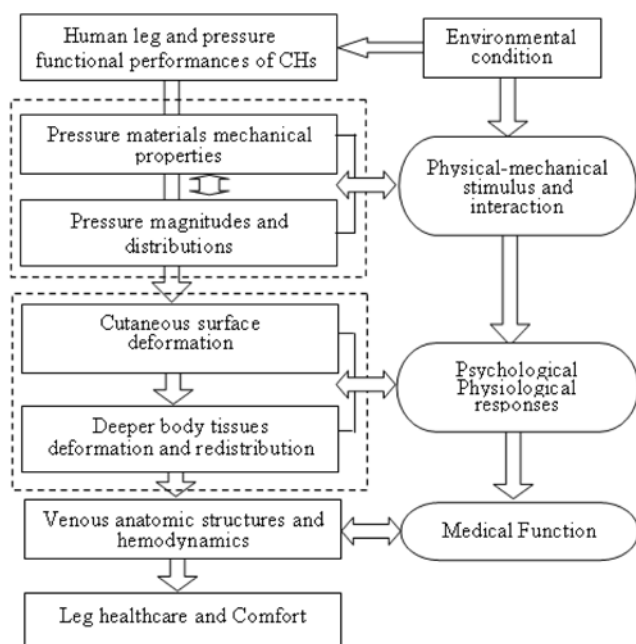 Human leg and pressure
functional performances of CHs
Environmental
condition
Pressure materials mechanical
properties
Physical-mechanical
stimulus and
interaction
Pressure magnitudes and
distributions
Cutaneous surface
deformation
Psychological
Physiological
responses
Deeper body tissues
deformation and redistribution
Venous anatomic structures and
hemodynamics
Medical Function
Leg healthcare and Comfort